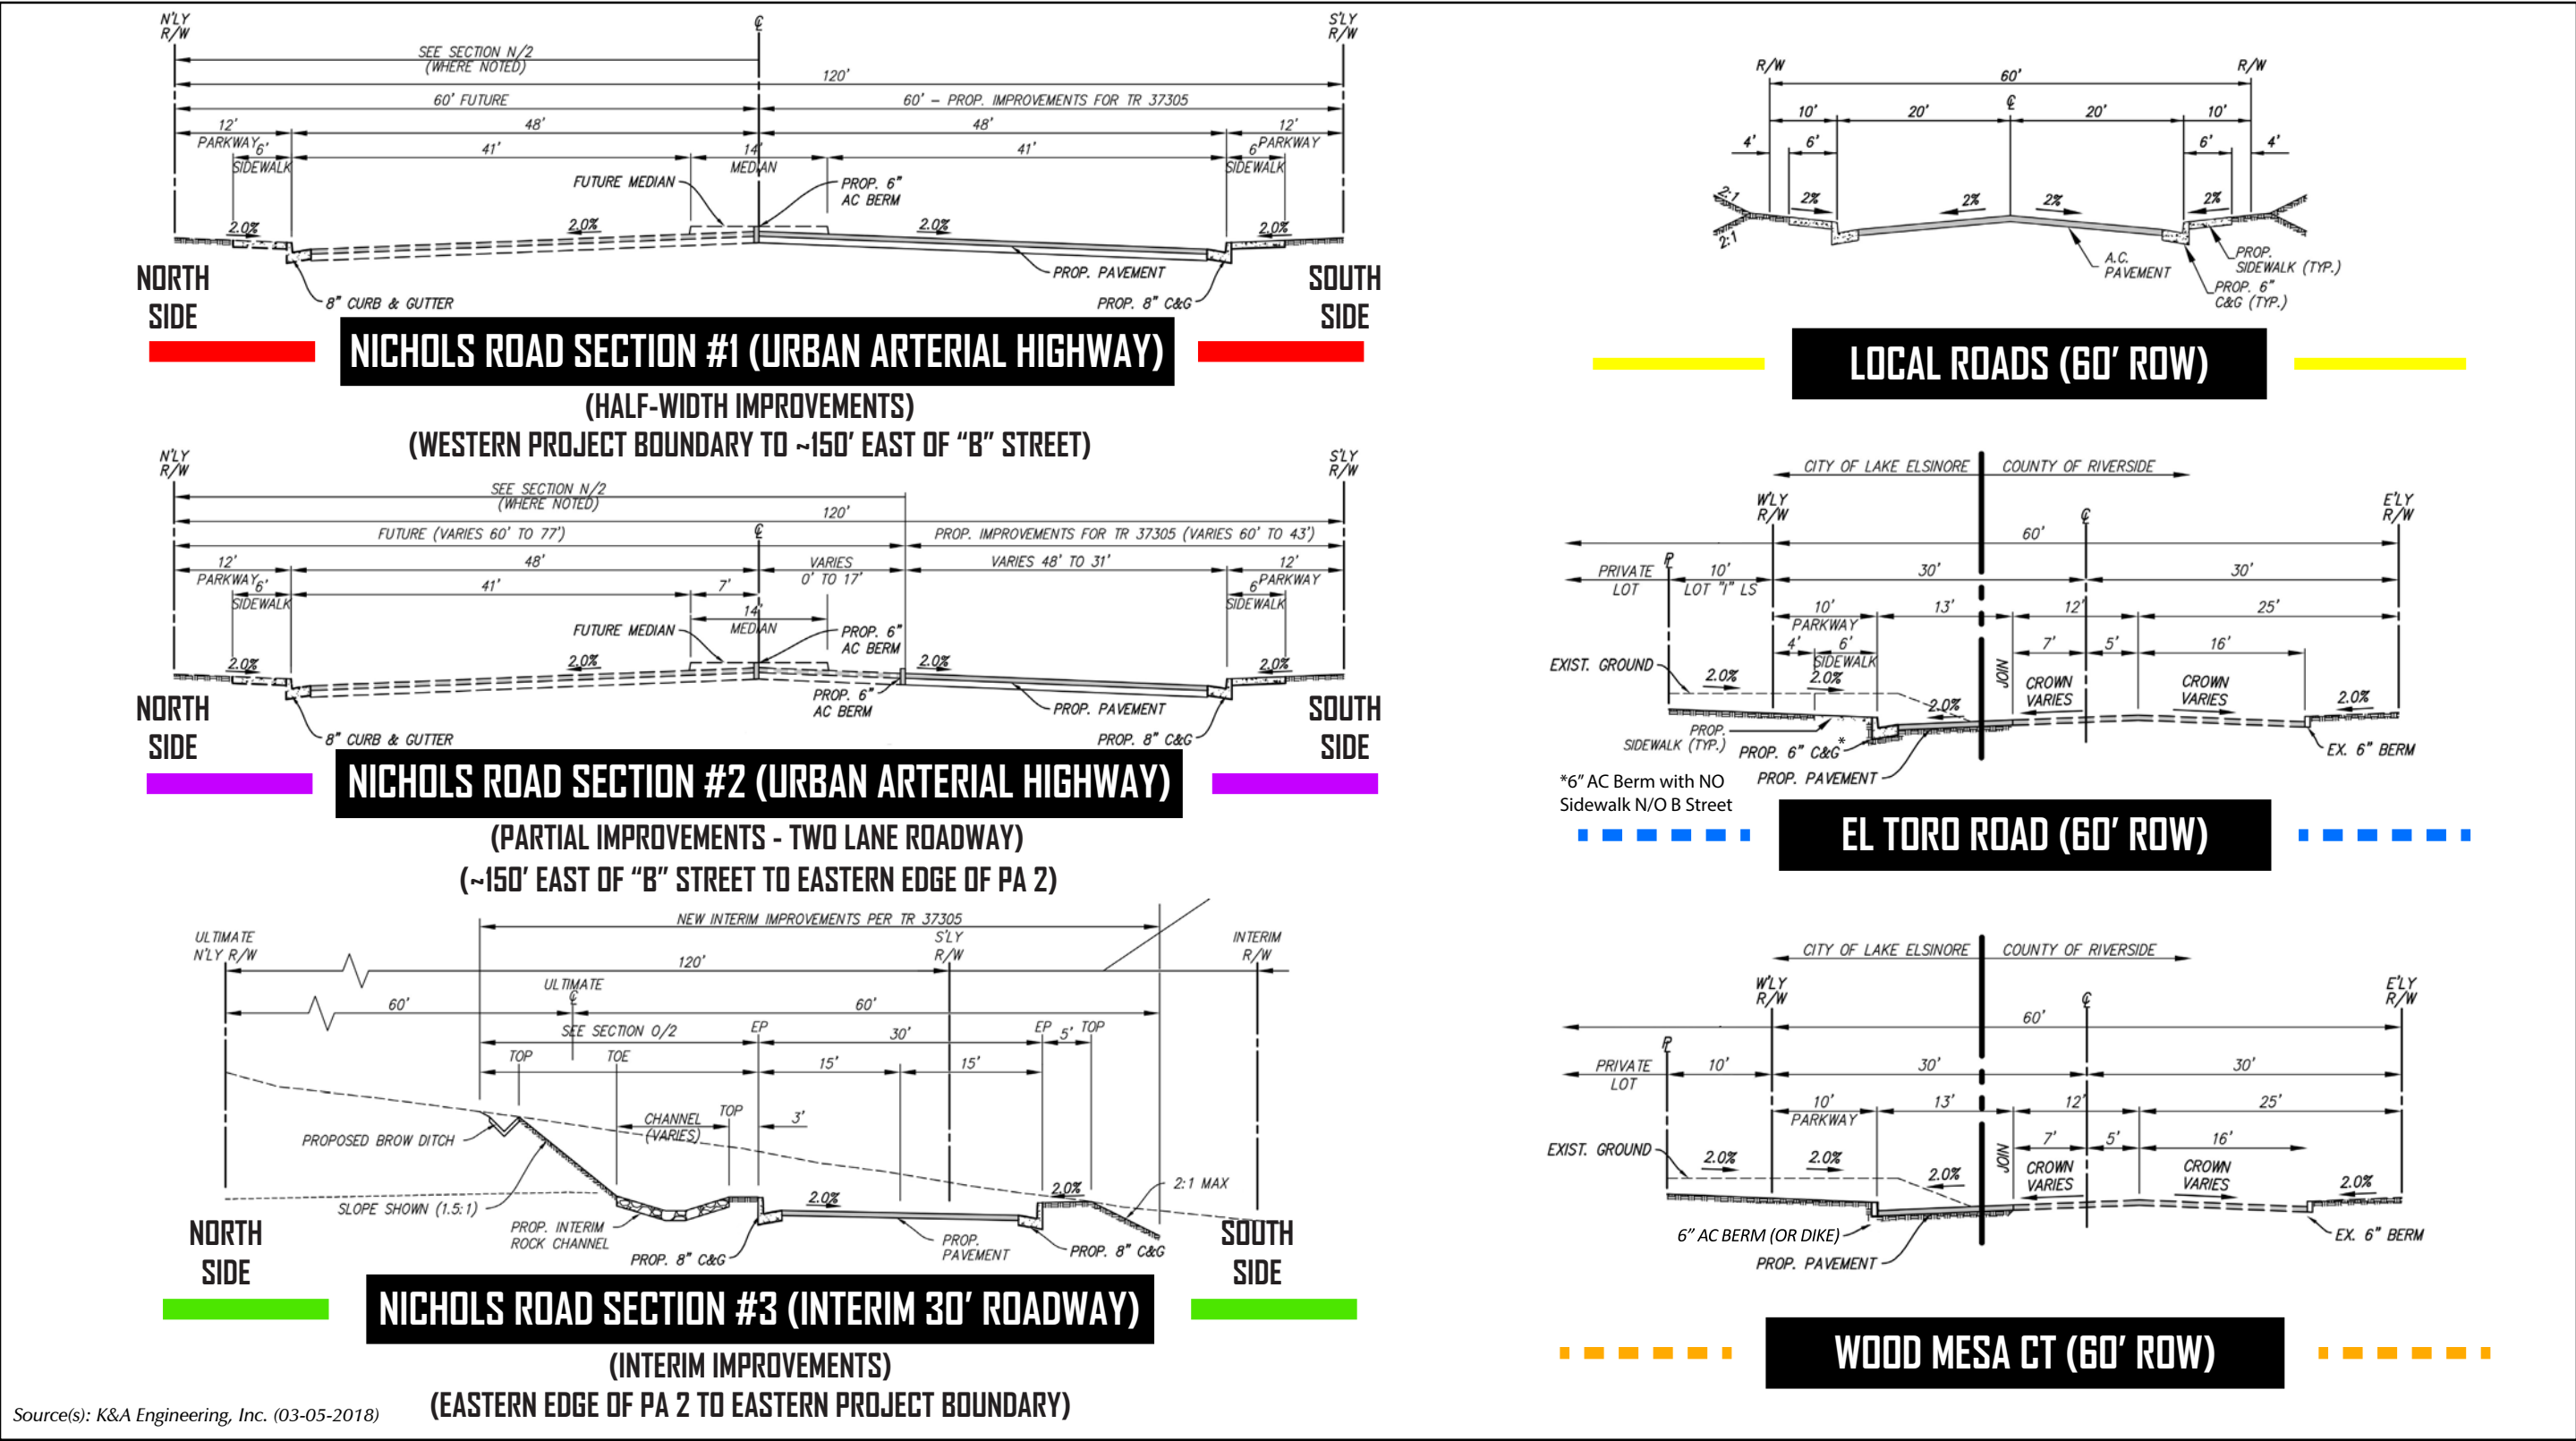 N'LY
R/W
℄
S'LY
R/W
SEE SECTION N/2
(WHERE NOTED)
120'
60' FUTURE
60' – PROP. IMPROVEMENTS FOR TR 37305
12'
PARKWAY
48'
48'
12'
PARKWAY
6'
SIDEWALK
41'
14'
MEDIAN
41'
6'
SIDEWALK
FUTURE MEDIAN
PROP. 6"
AC BERM
2.0%
2.0%
2.0%
2.0%
PROP. PAVEMENT
8" CURB & GUTTER
PROP. 8" C&G
NORTH
SIDE
SOUTH
SIDE
NICHOLS ROAD SECTION #1 (URBAN ARTERIAL HIGHWAY)
(HALF-WIDTH IMPROVEMENTS)
(WESTERN PROJECT BOUNDARY TO ~150' EAST OF "B" STREET)
N'LY
R/W
S'LY
R/W
SEE SECTION N/2
(WHERE NOTED)
120'
FUTURE (VARIES 60' TO 77')
℄
PROP. IMPROVEMENTS FOR TR 37305 (VARIES 60' TO 43')
12'
PARKWAY
48'
VARIES
0' TO 17'
VARIES 48' TO 31'
12'
PARKWAY
6'
SIDEWALK
41'
7'
14'
MEDIAN
6'
SIDEWALK
FUTURE MEDIAN
PROP. 6"
AC BERM
2.0%
2.0%
2.0%
2.0%
PROP. 6"
AC BERM
PROP. PAVEMENT
8" CURB & GUTTER
PROP. 8" C&G
NORTH
SIDE
SOUTH
SIDE
NICHOLS ROAD SECTION #2 (URBAN ARTERIAL HIGHWAY)
(PARTIAL IMPROVEMENTS - TWO LANE ROADWAY)
(~150' EAST OF "B" STREET TO EASTERN EDGE OF PA 2)
NEW INTERIM IMPROVEMENTS PER TR 37305
ULTIMATE
N'LY R/W
S'LY
R/W
INTERIM
R/W
120'
ULTIMATE
℄
60'
60'
SEE SECTION O/2
EP
30'
EP
5'
TOP
TOP
TOE
15'
15'
CHANNEL
(VARIES)
TOP
3'
PROPOSED BROW DITCH
SLOPE SHOWN (1.5:1)
2.0%
2.0%
2:1 MAX
PROP. INTERIM
ROCK CHANNEL
PROP. 8" C&G
PROP.
PAVEMENT
PROP. 8" C&G
NORTH
SIDE
SOUTH
SIDE
NICHOLS ROAD SECTION #3 (INTERIM 30' ROADWAY)
(INTERIM IMPROVEMENTS)
(EASTERN EDGE OF PA 2 TO EASTERN PROJECT BOUNDARY)
Source(s): K&A Engineering, Inc. (03-05-2018)
R/W
R/W
60'
℄
10'
20'
20'
10'
4'
6'
6'
4'
2:1
2:1
2%
2%
2%
2%
A.C.
PAVEMENT
PROP.
SIDEWALK (TYP.)
PROP. 6"
C&G (TYP.)
LOCAL ROADS (60' ROW)
CITY OF LAKE ELSINORE
COUNTY OF RIVERSIDE
W'LY
R/W
℄
E'LY
R/W
60'
PL
PRIVATE
LOT
10'
LOT "I" LS
30'
30'
10'
PARKWAY
13'
12'
25'
4'
6'
SIDEWALK
7'
5'
16'
EXIST. GROUND
2.0%
2.0%
2.0%
JOIN
CROWN
VARIES
CROWN
VARIES
2.0%
PROP.
SIDEWALK (TYP.)
PROP. 6" C&G*
PROP. PAVEMENT
EX. 6" BERM
*6" AC Berm with NO
Sidewalk N/O B Street
EL TORO ROAD (60' ROW)
CITY OF LAKE ELSINORE
COUNTY OF RIVERSIDE
W'LY
R/W
℄
E'LY
R/W
60'
PL
PRIVATE
LOT
10'
30'
30'
10'
PARKWAY
13'
12'
25'
7'
5'
16'
EXIST. GROUND
2.0%
2.0%
2.0%
JOIN
CROWN
VARIES
CROWN
VARIES
2.0%
6" AC BERM (OR DIKE)
PROP. PAVEMENT
EX. 6" BERM
WOOD MESA CT (60' ROW)